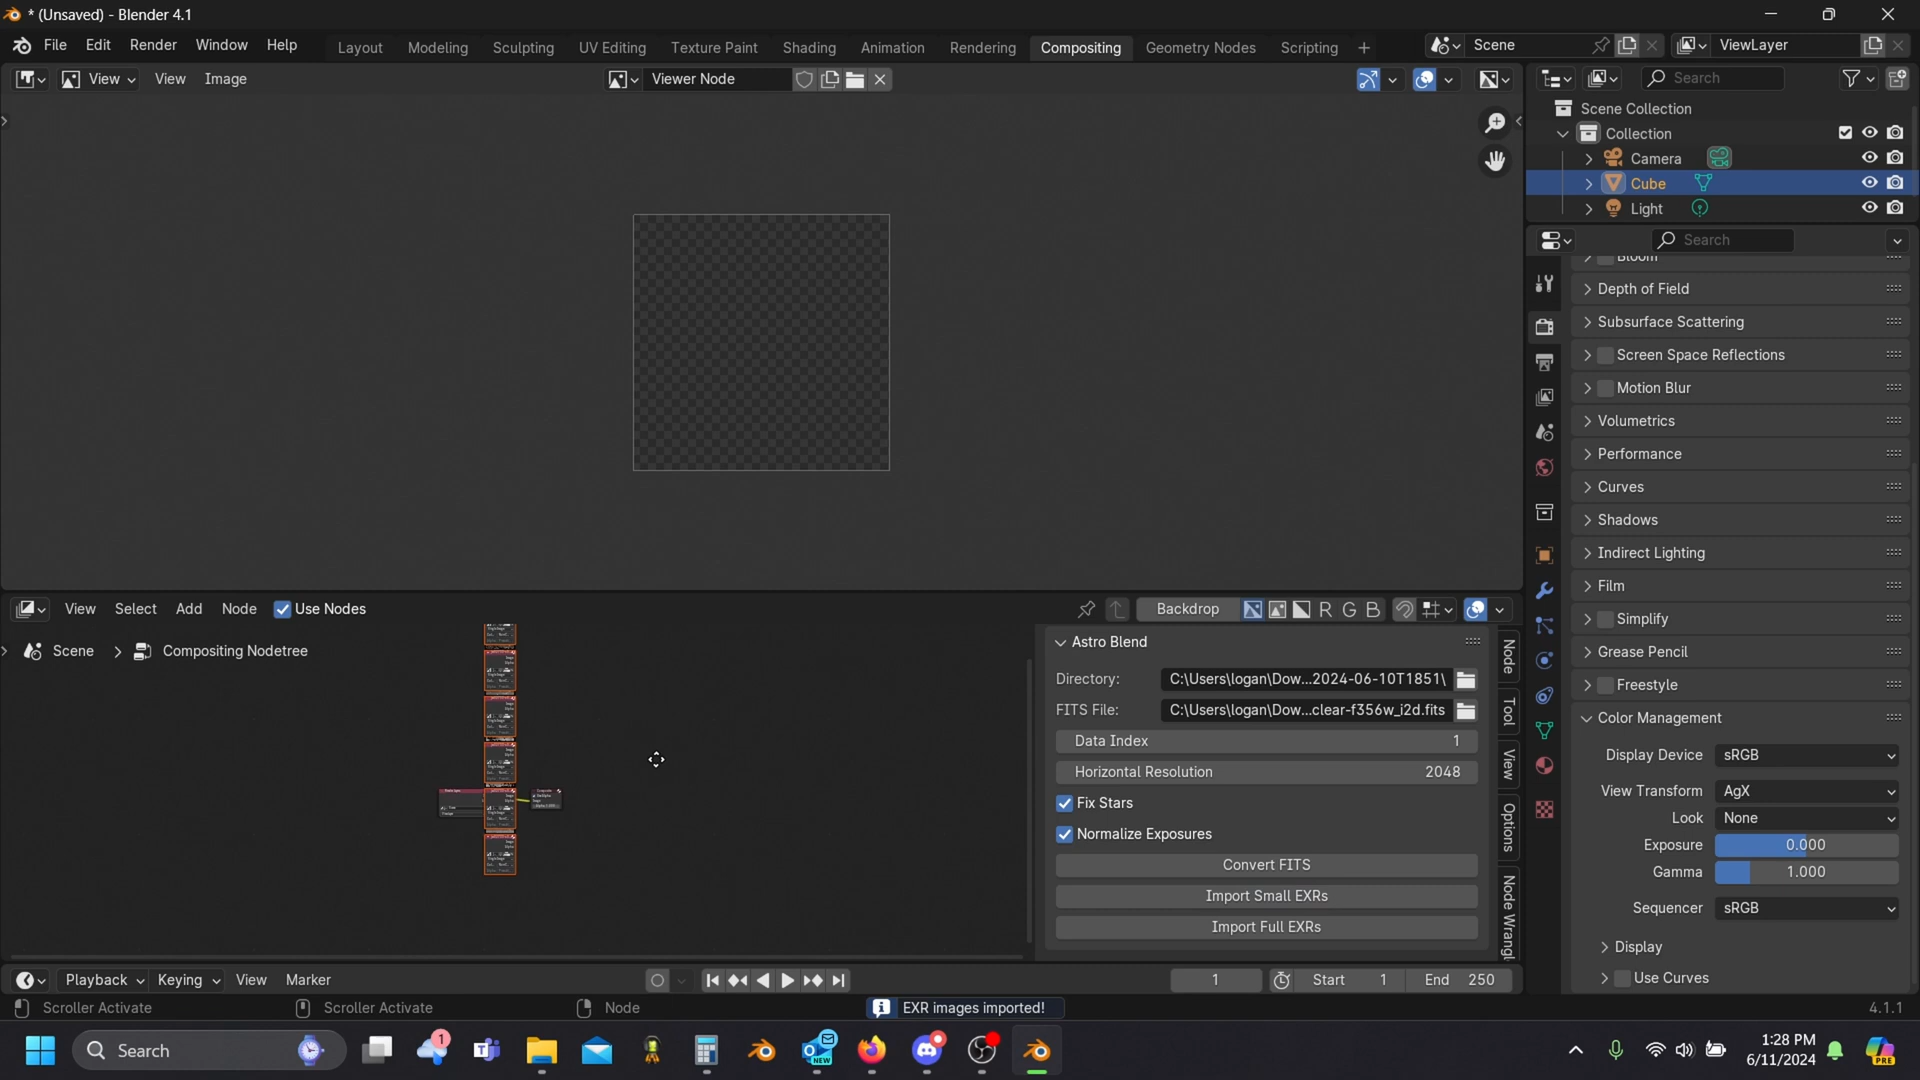 * (Unsaved) - Blender 4.1
File Edit Render Window Help
Layout Modeling Sculpting UV Editing Texture Paint Shading Animation Rendering Compositing Geometry Nodes Scripting +
Scene
ViewLayer
View View Image
Viewer Node
Search
Scene Collection
Collection
Camera
Cube
Light
Search
Bloom
Depth of Field
Subsurface Scattering
Screen Space Reflections
Motion Blur
Volumetrics
Performance
Curves
Shadows
Indirect Lighting
Film
Simplify
Grease Pencil
Freestyle
Color Management
Display Device sRGB
View Transform AgX
Look None
Exposure 0.000
Gamma 1.000
Sequencer sRGB
Display
Use Curves
View Select Add Node Use Nodes
Backdrop R G B
Scene > Compositing Nodetree
Astro Blend
Directory: C:\Users\logan\Dow...2024-06-10T1851\
FITS File: C:\Users\logan\Dow...clear-f356w_i2d.fits
Data Index 1
Horizontal Resolution 2048
Fix Stars
Normalize Exposures
Convert FITS
Import Small EXRs
Import Full EXRs
Node
Tool
View
Options
Node Wrangl
Playback Keying View Marker
1 Start 1 End 250
Scroller Activate Scroller Activate Node
EXR images imported!
4.1.1
Search
1
NEW
1:28 PM
6/11/2024
PRE